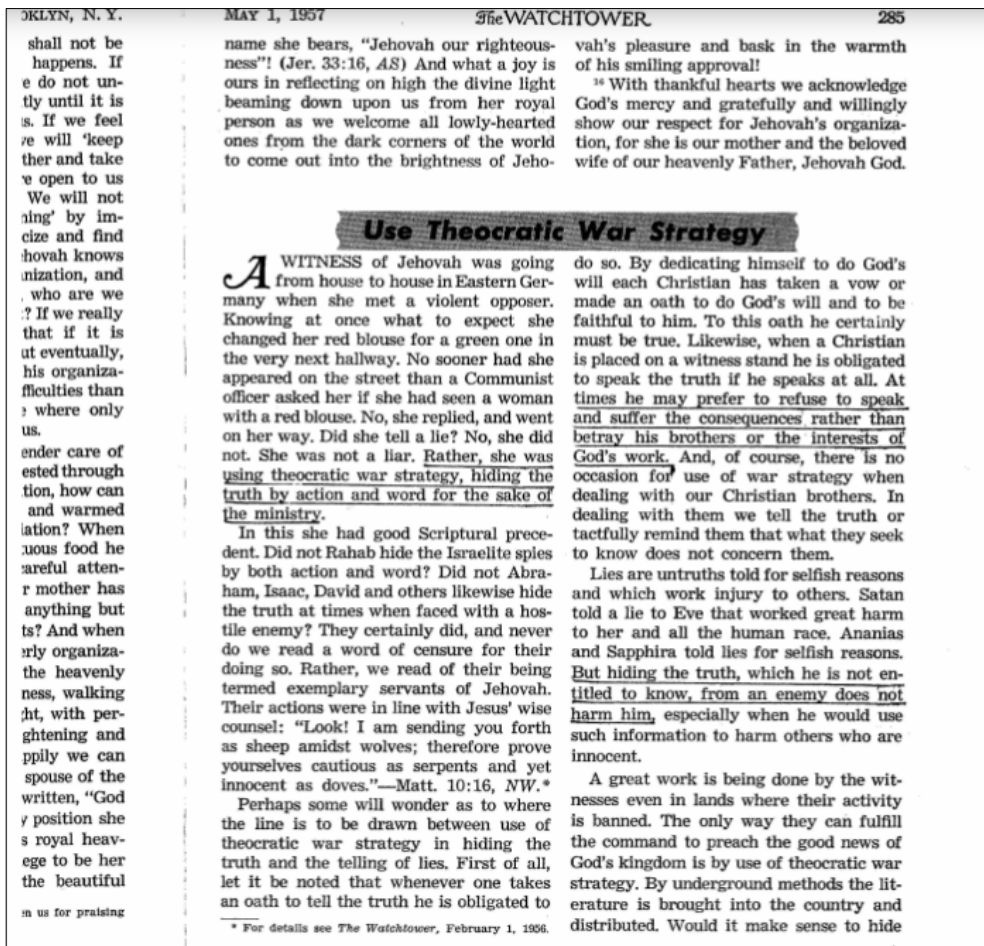 OKLYN, N. Y.
shall not be
happens. If
e do not un-
tly until it is
s. If we feel
ve will 'keep
ther and take
e open to us
We will not
ning' by im-
cize and find
hovah knows
nization, and
, who are we
? If we really
that if it is
ut eventually,
his organiza-
fficulties than
e where only
us.
ender care of
ested through
tion, how can
and warmed
lation? When
uous food he
areful atten-
r mother has
anything but
ts? And when
erly organiza-
the heavenly
ness, walking
ht, with per-
ghtening and
ppily we can
spouse of the
written, "God
y position she
s royal heav-
ege to be her
the beautiful
n us for praising
MAY 1, 1957 The WATCHTOWER 285
name she bears, "Jehovah our righteous-
ness"! (Jer. 33:16, AS) And what a joy is
ours in reflecting on high the divine light
beaming down upon us from her royal
person as we welcome all lowly-hearted
ones from the dark corners of the world
to come out into the brightness of Jeho-
vah's pleasure and bask in the warmth
of his smiling approval!
16 With thankful hearts we acknowledge
God's mercy and gratefully and willingly
show our respect for Jehovah's organiza-
tion, for she is our mother and the beloved
wife of our heavenly Father, Jehovah God.
Use Theocratic War Strategy
A WITNESS of Jehovah was going
from house to house in Eastern Ger-
many when she met a violent opposer.
Knowing at once what to expect she
changed her red blouse for a green one in
the very next hallway. No sooner had she
appeared on the street than a Communist
officer asked her if she had seen a woman
with a red blouse. No, she replied, and went
on her way. Did she tell a lie? No, she did
not. She was not a liar. Rather, she was
using theocratic war strategy, hiding the
truth by action and word for the sake of
the ministry.
In this she had good Scriptural prece-
dent. Did not Rahab hide the Israelite spies
by both action and word? Did not Abra-
ham, Isaac, David and others likewise hide
the truth at times when faced with a hos-
tile enemy? They certainly did, and never
do we read a word of censure for their
doing so. Rather, we read of their being
termed exemplary servants of Jehovah.
Their actions were in line with Jesus' wise
counsel: "Look! I am sending you forth
as sheep amidst wolves; therefore prove
yourselves cautious as serpents and yet
innocent as doves."—Matt. 10:16, NW.*
Perhaps some will wonder as to where
the line is to be drawn between use of
theocratic war strategy in hiding the
truth and the telling of lies. First of all,
let it be noted that whenever one takes
an oath to tell the truth he is obligated to
* For details see The Watchtower, February 1, 1956.
do so. By dedicating himself to do God's
will each Christian has taken a vow or
made an oath to do God's will and to be
faithful to him. To this oath he certainly
must be true. Likewise, when a Christian
is placed on a witness stand he is obligated
to speak the truth if he speaks at all. At
times he may prefer to refuse to speak
and suffer the consequences rather than
betray his brothers or the interests of
God's work. And, of course, there is no
occasion for use of war strategy when
dealing with our Christian brothers. In
dealing with them we tell the truth or
tactfully remind them that what they seek
to know does not concern them.
Lies are untruths told for selfish reasons
and which work injury to others. Satan
told a lie to Eve that worked great harm
to her and all the human race. Ananias
and Sapphira told lies for selfish reasons.
But hiding the truth, which he is not en-
titled to know, from an enemy does not
harm him, especially when he would use
such information to harm others who are
innocent.
A great work is being done by the wit-
nesses even in lands where their activity
is banned. The only way they can fulfill
the command to preach the good news of
God's kingdom is by use of theocratic war
strategy. By underground methods the lit-
erature is brought into the country and
distributed. Would it make sense to hide